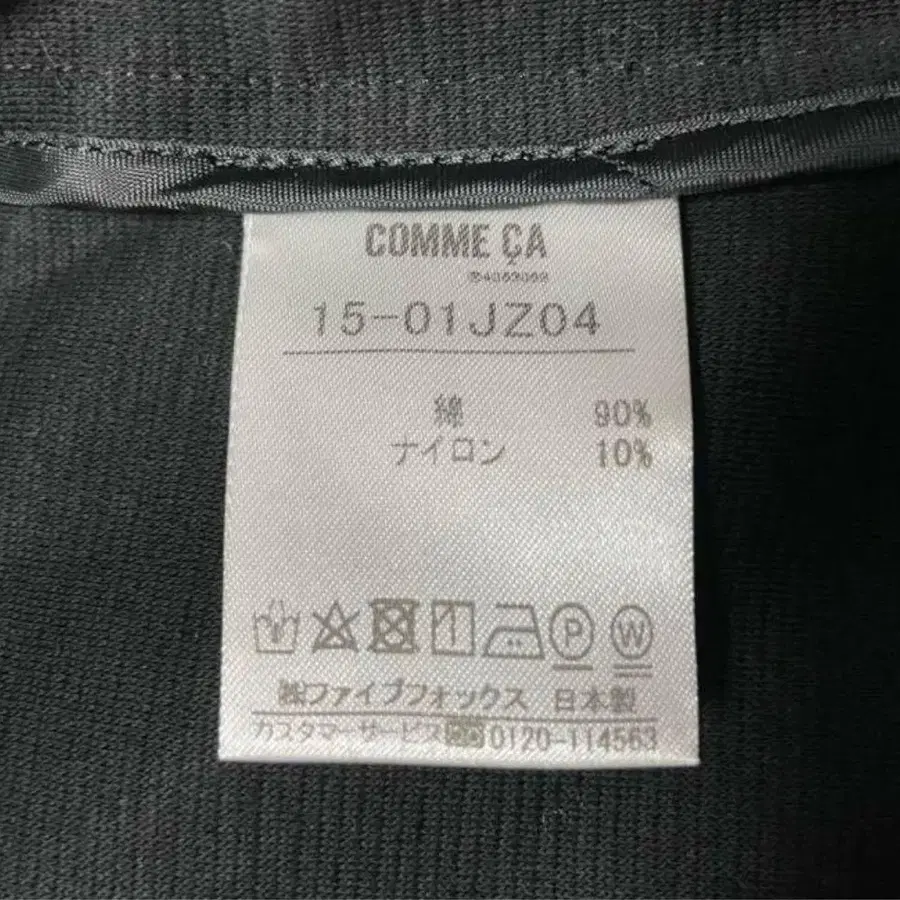 COMME ÇA
15-01JZ04
綿 90%
ナイロン 10%
P W
㈱ファイブフォックス 日本製
カスタマーサービス 0120-114563